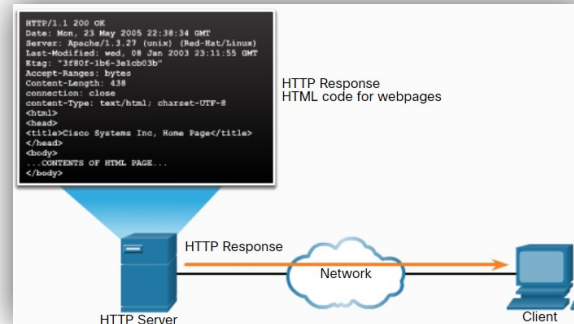 HTTP/1.1 200 OK
Date: Mon, 23 May 2005 22:38:34 GMT
Server: Apache/1.3.27 (unix) (Red-Hat/Linux)
Last-Modified: wed, 08 Jan 2003 23:11:55 GMT
Etag: "3f80f-1b6-3e1cb03b"
Accept-Ranges: bytes
Content-Length: 438
connection: close
content-Type: text/html; charset-UTF-8
<html>
<head>
<title>Cisco Systems Inc, Home Page</title>
</head>
<body>
...CONTENTS OF HTML PAGE...
</body>
HTTP Response
HTML code for webpages
HTTP Response
Network
HTTP Server
Client